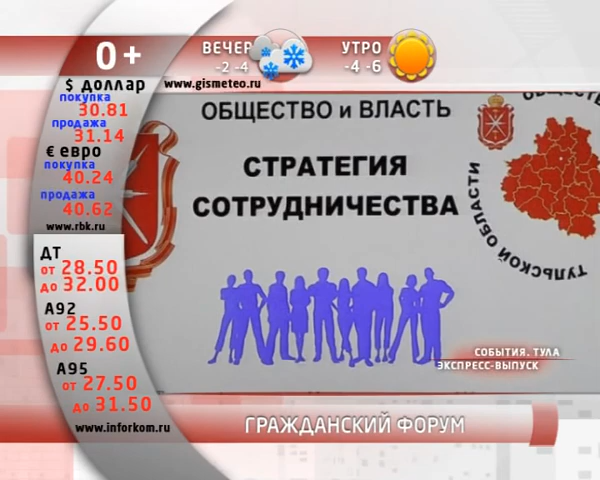 0+
ВЕЧЕР
-2 -4
УТРО
-4 -6
www.gismeteo.ru
$ доллар
покупка
30.81
продажа
31.14
€ евро
покупка
40.24
продажа
40.62
www.rbk.ru
ДТ
от 28.50
до 32.00
А92
от 25.50
до 29.60
А95
от 27.50
до 31.50
www.inforkom.ru
ОБЩЕСТВО и ВЛАСТЬ
СТРАТЕГИЯ
СОТРУДНИЧЕСТВА
ТУЛЬСКОЙ ОБЛАСТИ
СОБЫТИЯ. ТУЛА
ЭКСПРЕСС-ВЫПУСК
ГРАЖДАНСКИЙ ФОРУМ